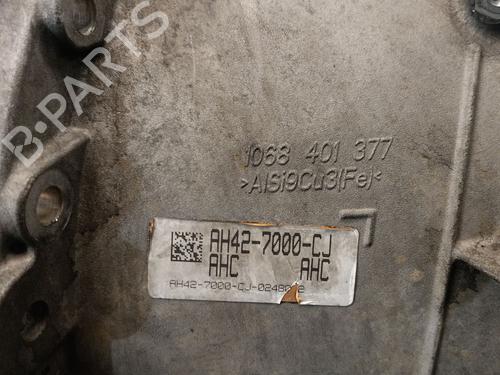 B-PARTS
1068 401 377
>AlSi9Cu3(Fe)<
AH42-7000-CJ
AHC AHC